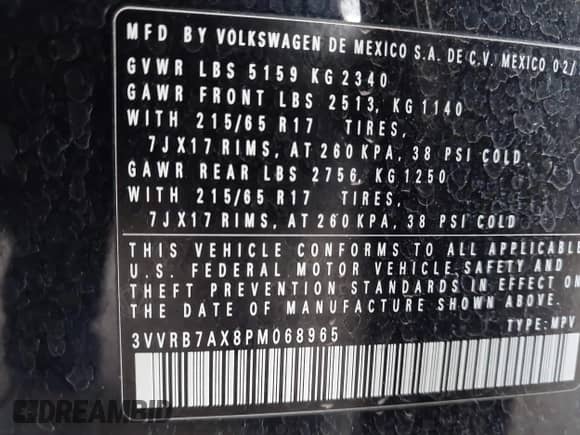 MFD BY VOLKSWAGEN DE MEXICO S.A. DE C.V. MEXICO 02/
GVWR LBS 5159 KG 2340
GAWR FRONT LBS 2513, KG 1140
WITH 215/65 R17 TIRES,
7JX17 RIMS, AT 260 KPA, 38 PSI COLD
GAWR REAR LBS 2756, KG 1250
WITH 215/65 R17 TIRES,
7JX17 RIMS, AT 260 KPA, 38 PSI COLD
THIS VEHICLE CONFORMS TO ALL APPLICABLE
U.S. FEDERAL MOTOR VEHICLE SAFETY AND
THEFT PREVENTION STANDARDS IN EFFECT ON
THE DATE OF MANUFACTURE SHOWN ABOVE.
3VVRB7AX8PM068965 TYPE: MPV
DREAMBID